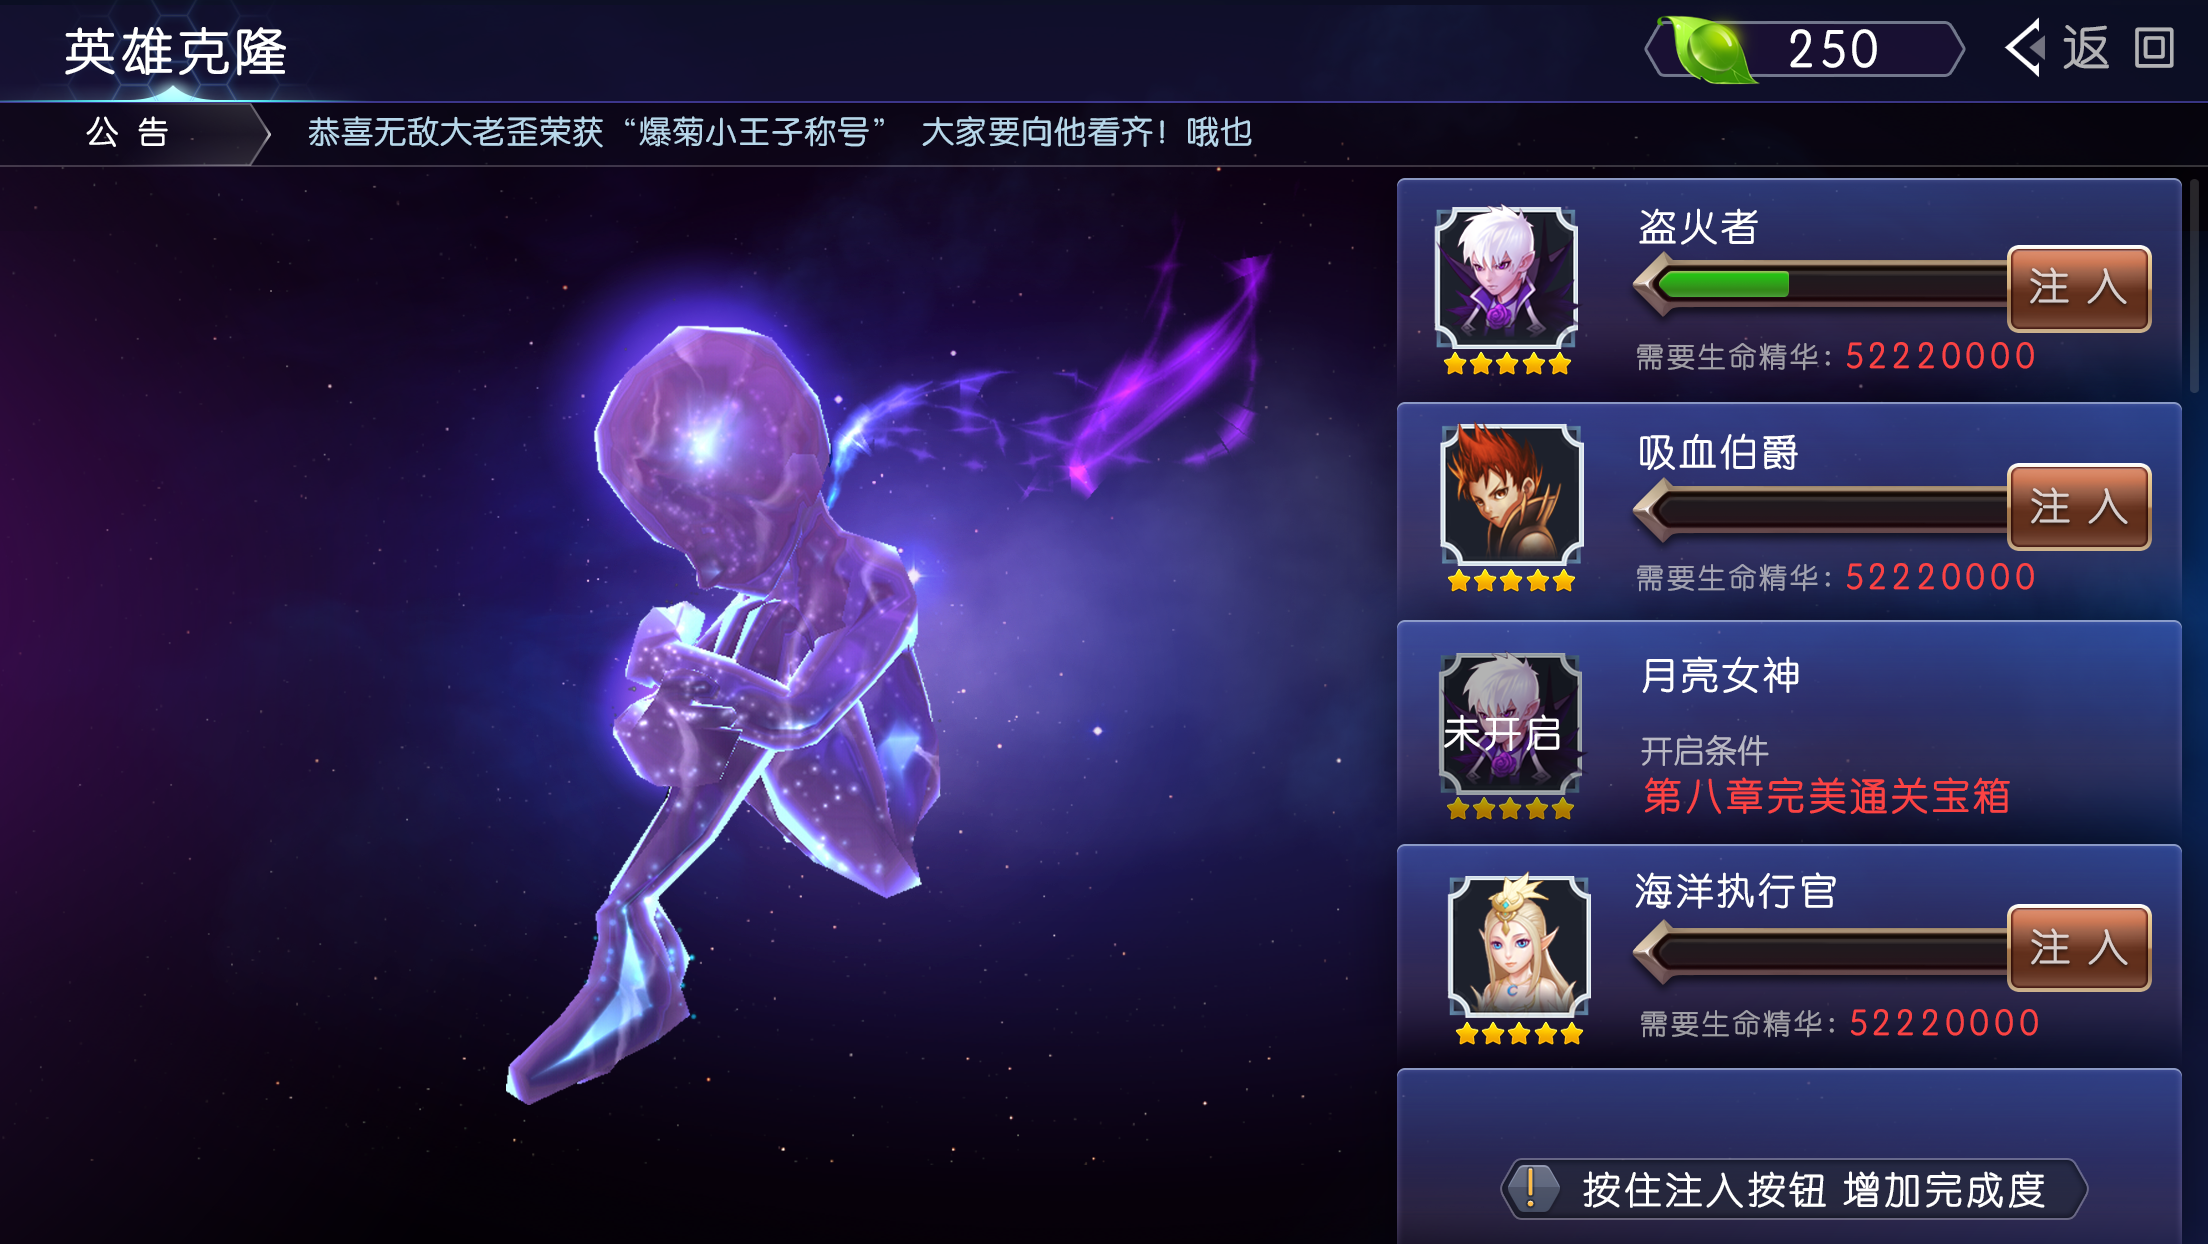 英雄克隆
250
返回
公告
恭喜无敌大老歪荣获“爆菊小王子称号” 大家要向他看齐！哦也
盗火者
注入
需要生命精华：52220000
吸血伯爵
注入
需要生命精华：52220000
月亮女神
未开启
开启条件
第八章完美通关宝箱
海洋执行官
注入
需要生命精华：52220000
按住注入按钮 增加完成度